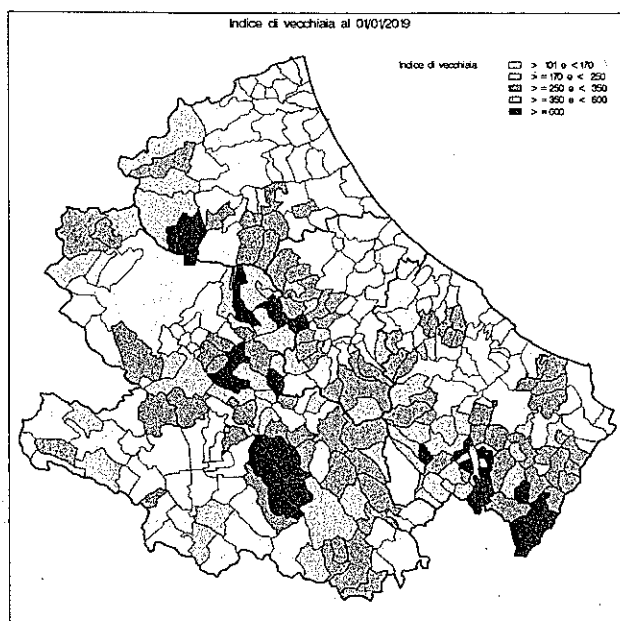 Indice di vecchiaia al 01/01/2019
Indice di vecchiaia
> 101 e < 170
> = 170 e < 250
> = 250 e < 350
> = 350 e < 600
> = 600